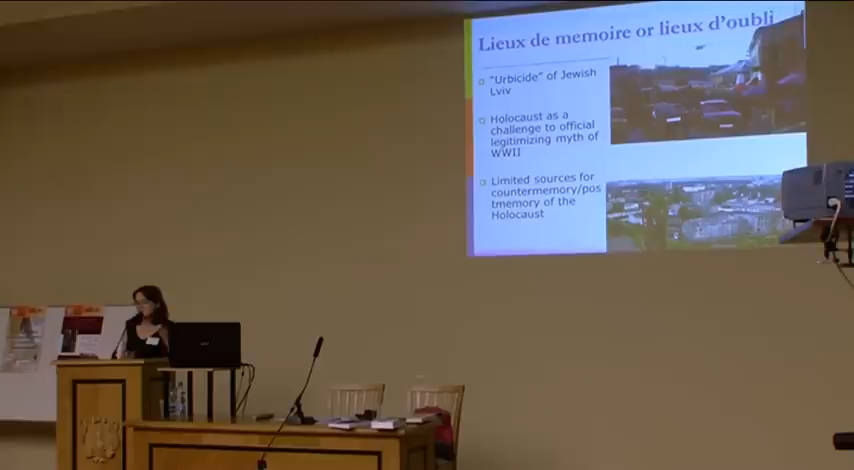 Lieux de memoire or lieux d'oubli
"Urbicide" of Jewish
Lviv
Holocaust as a
challenge to official
legitimizing myth of
WWII
Limited sources for
countermemory/pos
tmemory of the
Holocaust